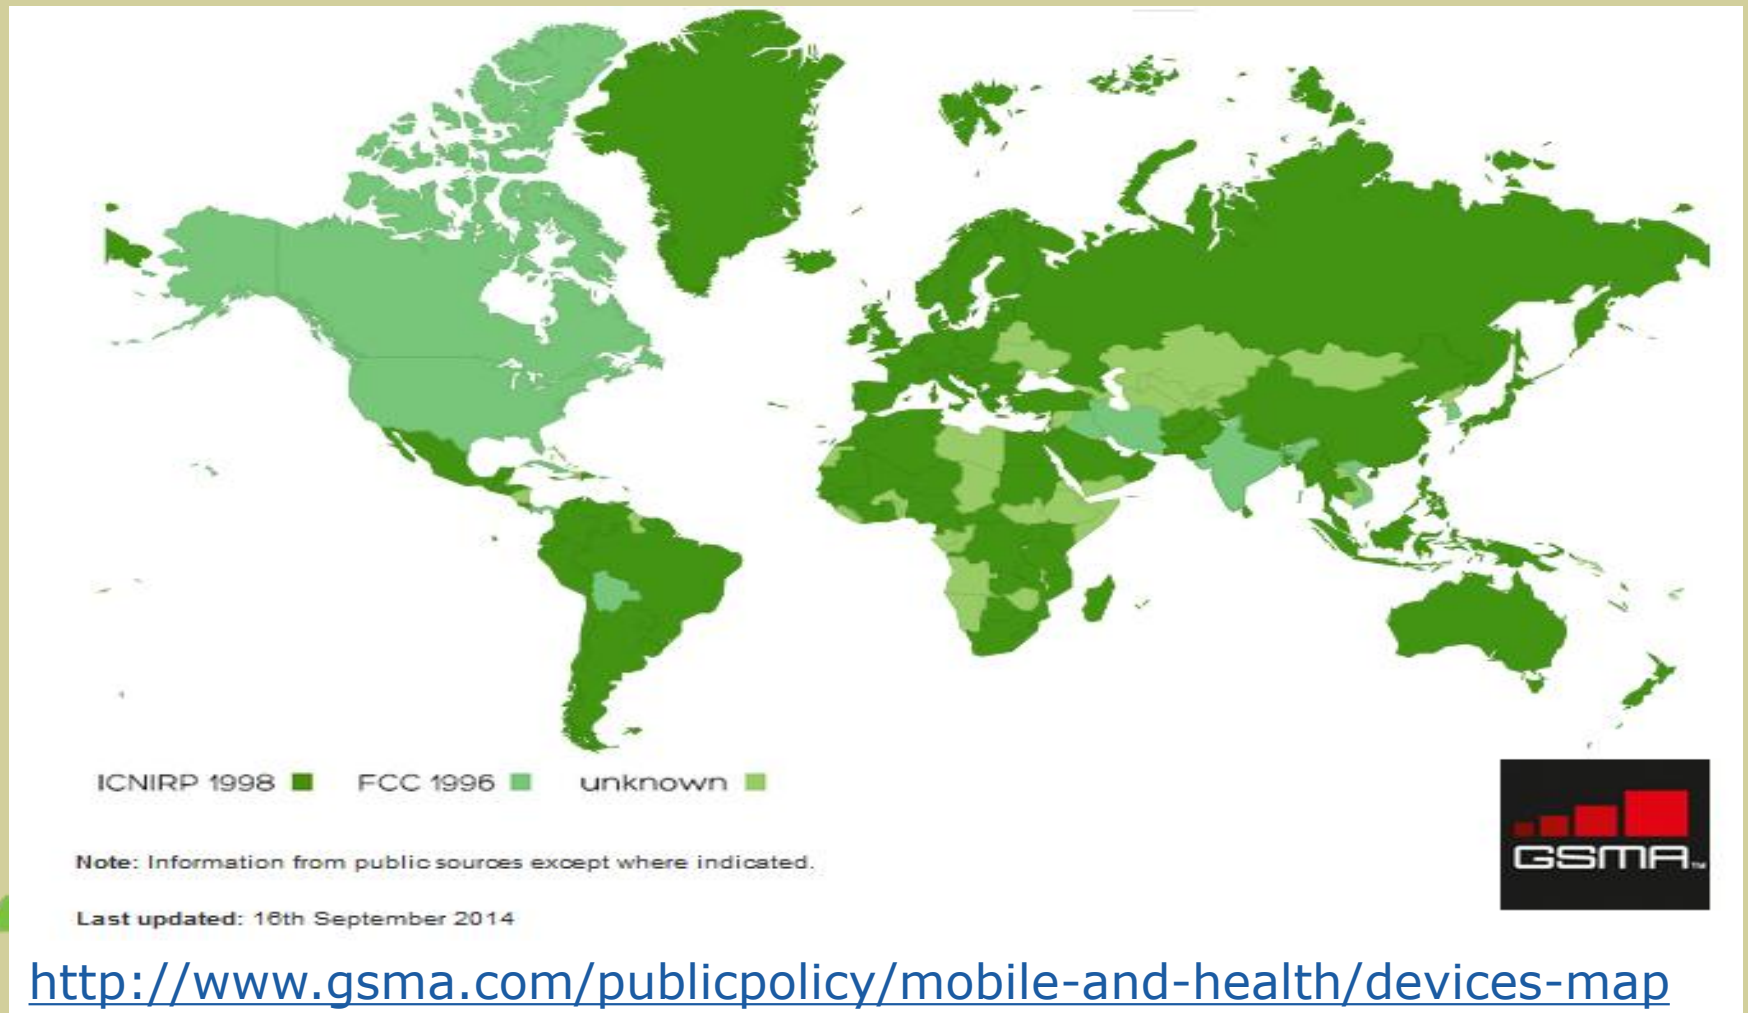 ICNIRP 1998 FCC 1996 unknown
Note: Information from public sources except where indicated.
GSMA™
Last updated: 16th September 2014
http://www.gsma.com/publicpolicy/mobile-and-health/devices-map